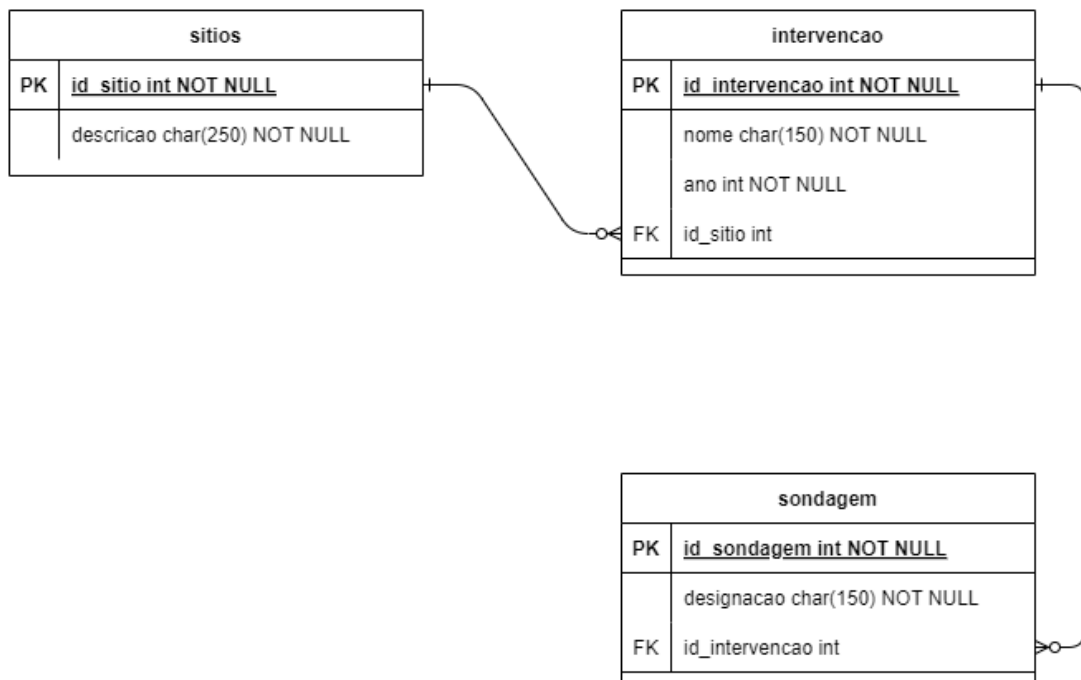 sitios
PK id_sitio int NOT NULL
descricao char(250) NOT NULL
intervencao
PK id_intervencao int NOT NULL
nome char(150) NOT NULL
ano int NOT NULL
FK id_sitio int
sondagem
PK id_sondagem int NOT NULL
designacao char(150) NOT NULL
FK id_intervencao int